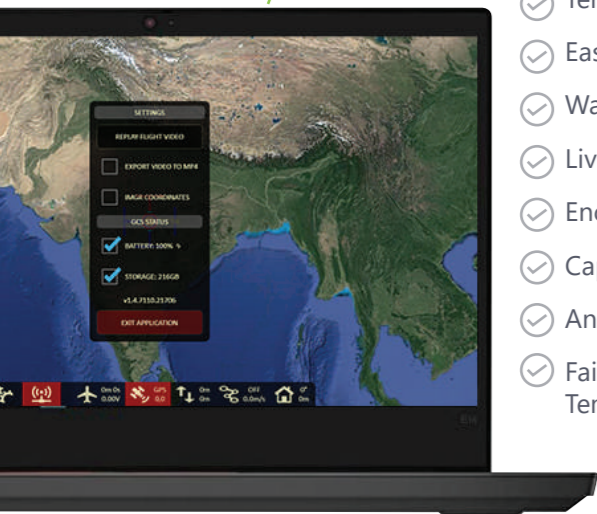 SETTINGS
REPLAY FLIGHT VIDEO
EXPORT VIDEO TO MP4
IMAGE COORDINATES
GCS STATUS
BATTERY: 100%
STORAGE: 216GB
v1.4.7110.21706
EXIT APPLICATION
0m 0s
0.00V
GPS
0,0
0m
0m
OFF
0.0m/s
0°
0m
EH
Ter
Eas
Wa
Liv
Enc
Cap
An
Fai
Ter